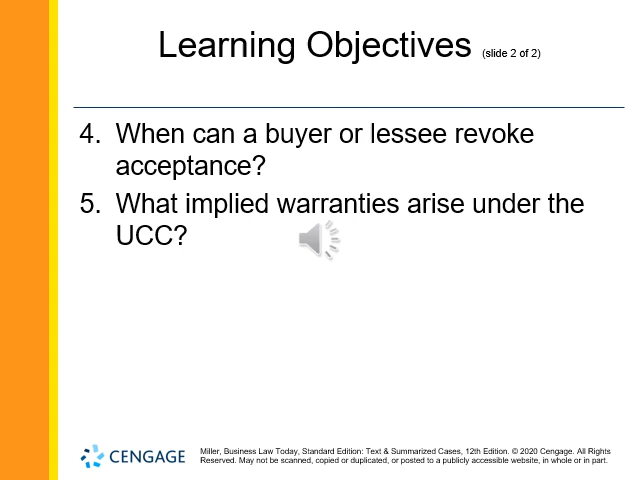 Learning Objectives (slide 2 of 2)
4. When can a buyer or lessee revoke
acceptance?
5. What implied warranties arise under the
UCC?
CENGAGE
Miller, Business Law Today, Standard Edition: Text & Summarized Cases, 12th Edition. © 2020 Cengage. All Rights
Reserved. May not be scanned, copied or duplicated, or posted to a publicly accessible website, in whole or in part.